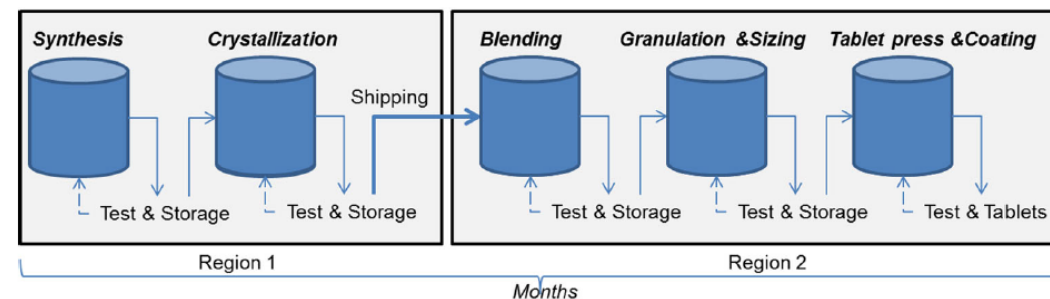 Synthesis
Crystallization
Blending
Granulation &Sizing
Tablet press &Coating
Shipping
Test & Storage
Test & Storage
Test & Storage
Test & Storage
Test & Tablets
Region 1
Region 2
Months